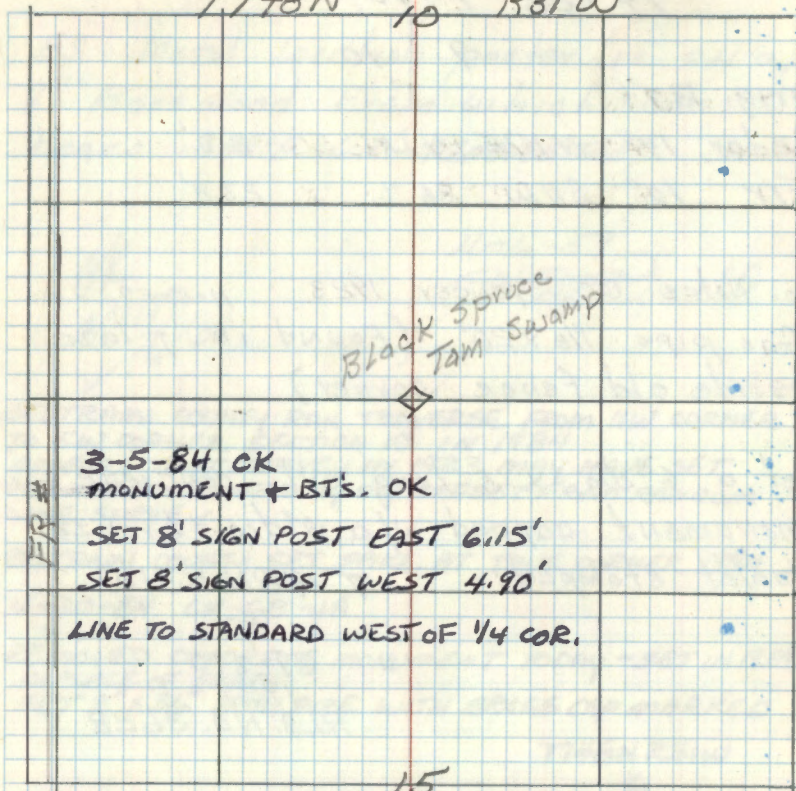 10
Black Spruce
Tam Swamp
3-5-84 CK
MONUMENT + BT'S. OK
SET 8' SIGN POST EAST 6.15'
SET 8' SIGN POST WEST 4.90'
LINE TO STANDARD WEST OF 1/4 COR.
15